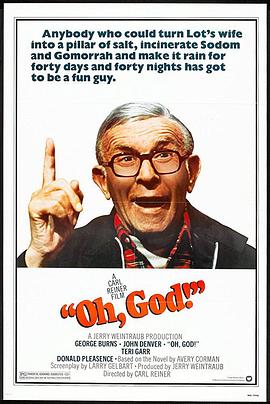 Anybody who could turn Lot's wife
into a pillar of salt, incinerate Sodom
and Gomorrah and make it rain for
forty days and forty nights has got
to be a fun guy.
A
CARL
REINER
FILM
"Oh, God!"
A JERRY WEINTRAUB PRODUCTION
GEORGE BURNS · JOHN DENVER · "OH, GOD!"
TERI GARR
DONALD PLEASENCE · Based on the Novel by AVERY CORMAN
Screenplay by LARRY GELBART · Produced by JERRY WEINTRAUB
Directed by CARL REINER
PG